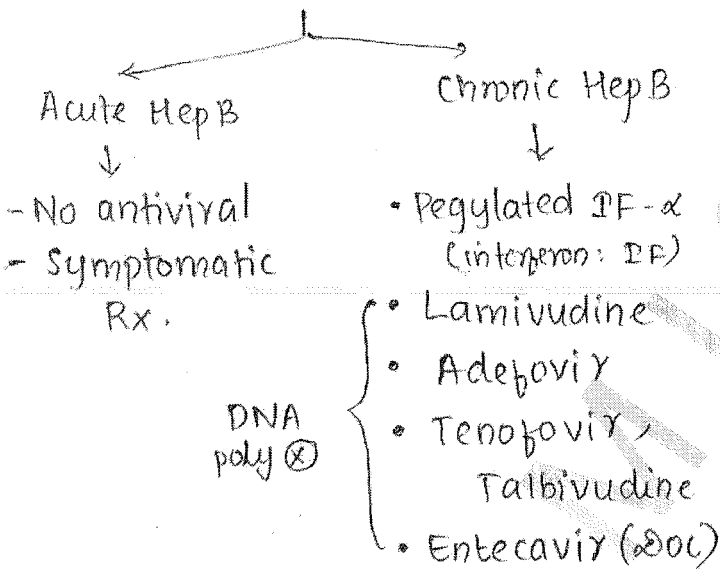 Acute Hep B
- No antiviral
- Symptomatic
Rx.
Chronic Hep B
• Pegylated IF-α
(interferon: IF)
• Lamivudine
• Adefovir
• Tenofovir,
Talbivudine
• Entecavir (DOC)
DNA
poly ⊗